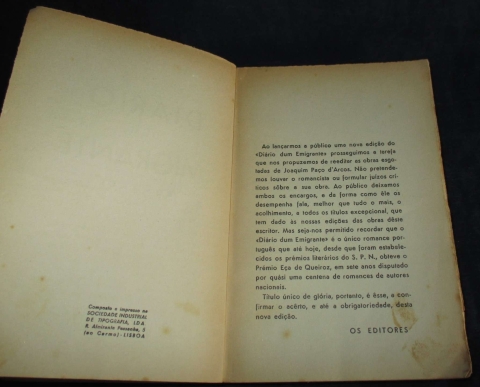 Composto e impresso na
SOCIEDADE INDUSTRIAL
DE TIPOGRAFIA, LDA.
R. Almirante Pessanha, 5
(ao Carmo) - LISBOA
Ao lançarmos a público uma nova edição do
«Diário dum Emigrante» prosseguimos a tarefa
que nos propusemos de reeditar as obras esgo-
tadas de Joaquim Paço d'Arcos. Não pretende-
mos louvar o romancista ou formular juízos crí-
ticos sôbre a sua obra. Ao público deixamos
ambos os encargos, e da forma como êle os
desempenha fala, melhor que tudo o mais, o
acolhimento, a todos os títulos excepcional, que
tem dado às nossas edições das obras dêste
escritor. Mas seja-nos permitido recordar que o
«Diário dum Emigrante» é o único romance por-
tuguês que até hoje, desde que foram estabele-
cidos os prémios literários do S. P. N., obteve o
Prémio Eça de Queiroz, em sete anos disputado
por quási uma centena de romances de autores
nacionais.
Título único de glória, portanto, é êsse, a con-
firmar o acêrto, e até a obrigatoriedade, desta
nova edição.
OS EDITORES